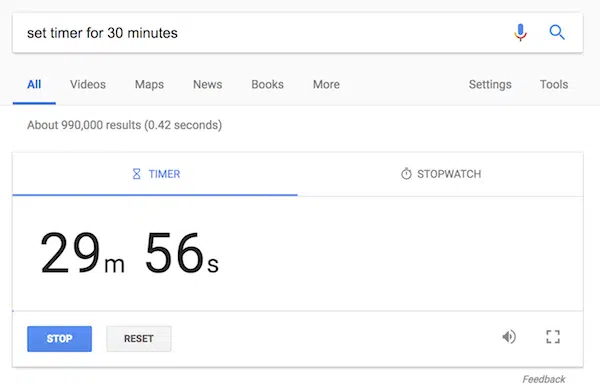 set timer for 30 minutes
All Videos Maps News Books More Settings Tools
About 990,000 results (0.42 seconds)
TIMER STOPWATCH
29m 56s
STOP RESET
Feedback